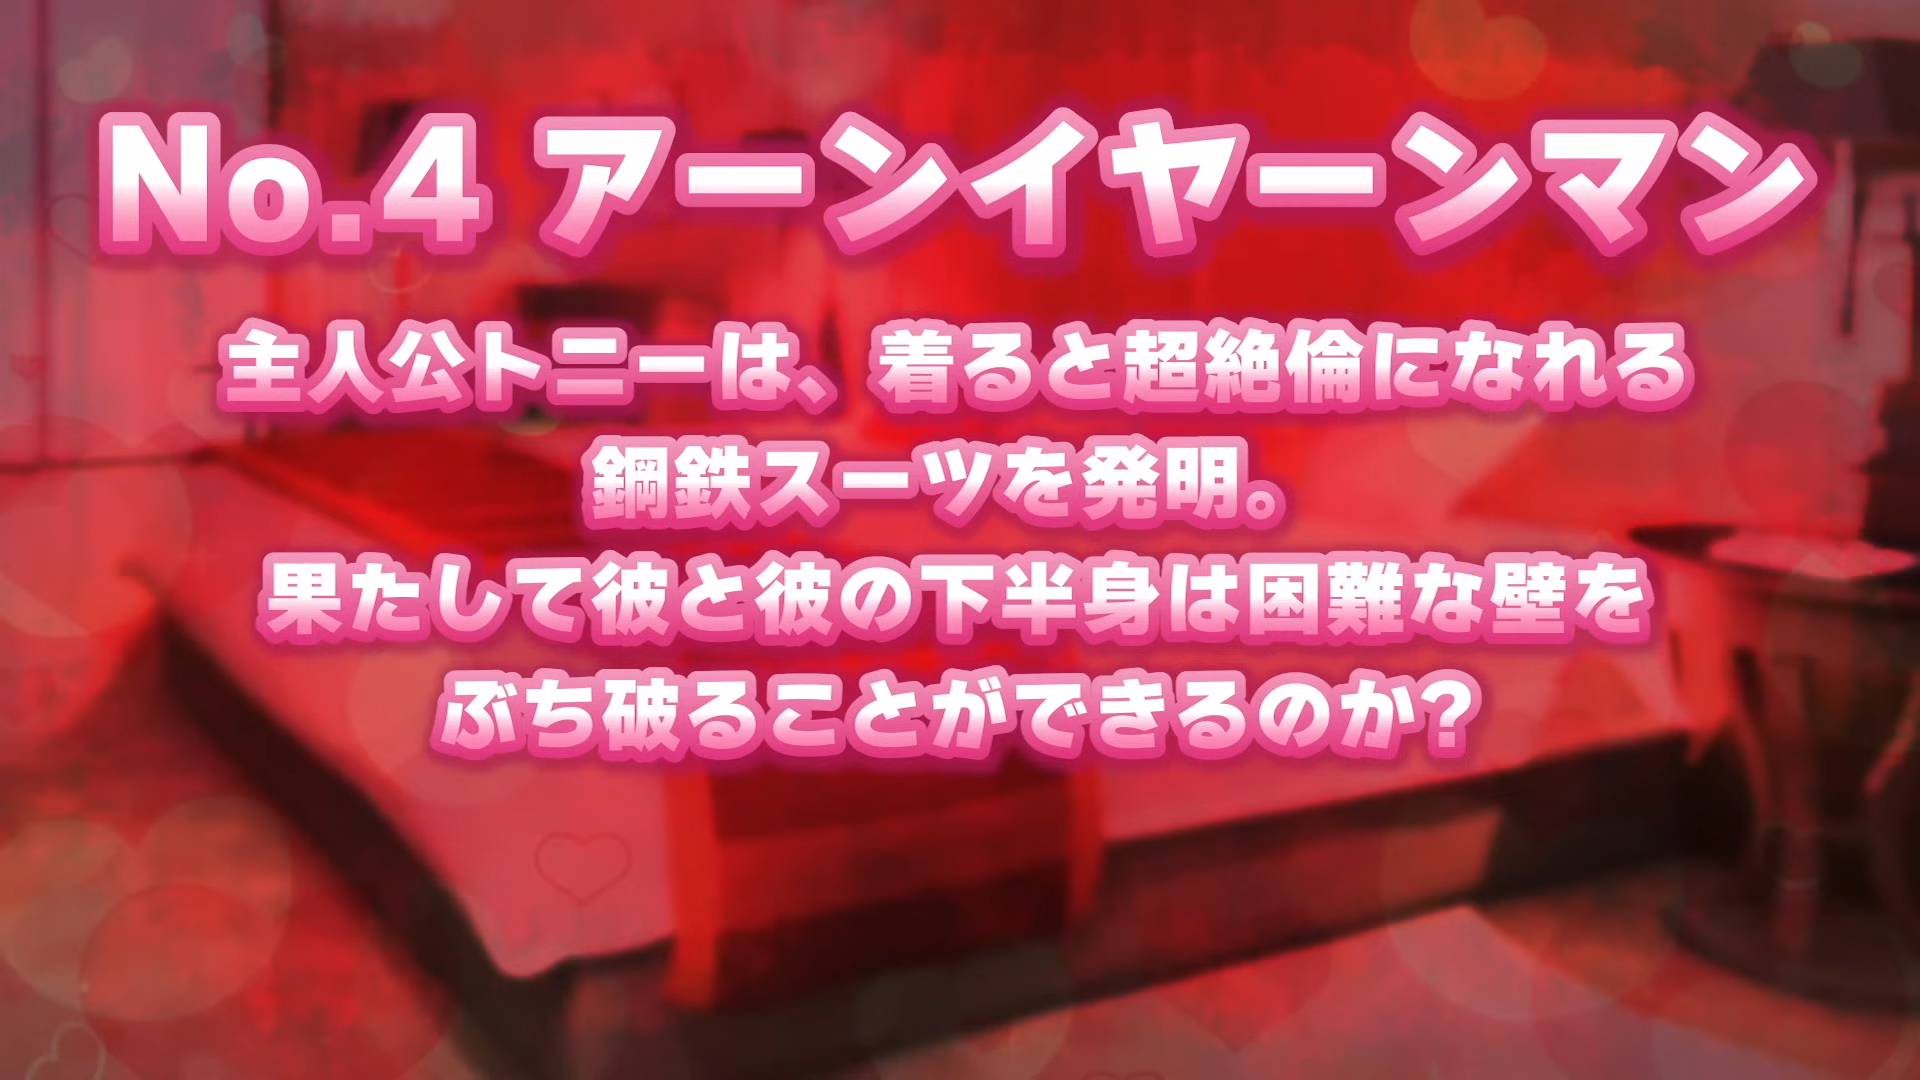 No.4 アーンイヤーンマン
主人公トニーは、着ると超絶倫になれる
鋼鉄スーツを発明。
果たして彼と彼の下半身は困難な壁を
ぶち破ることができるのか?